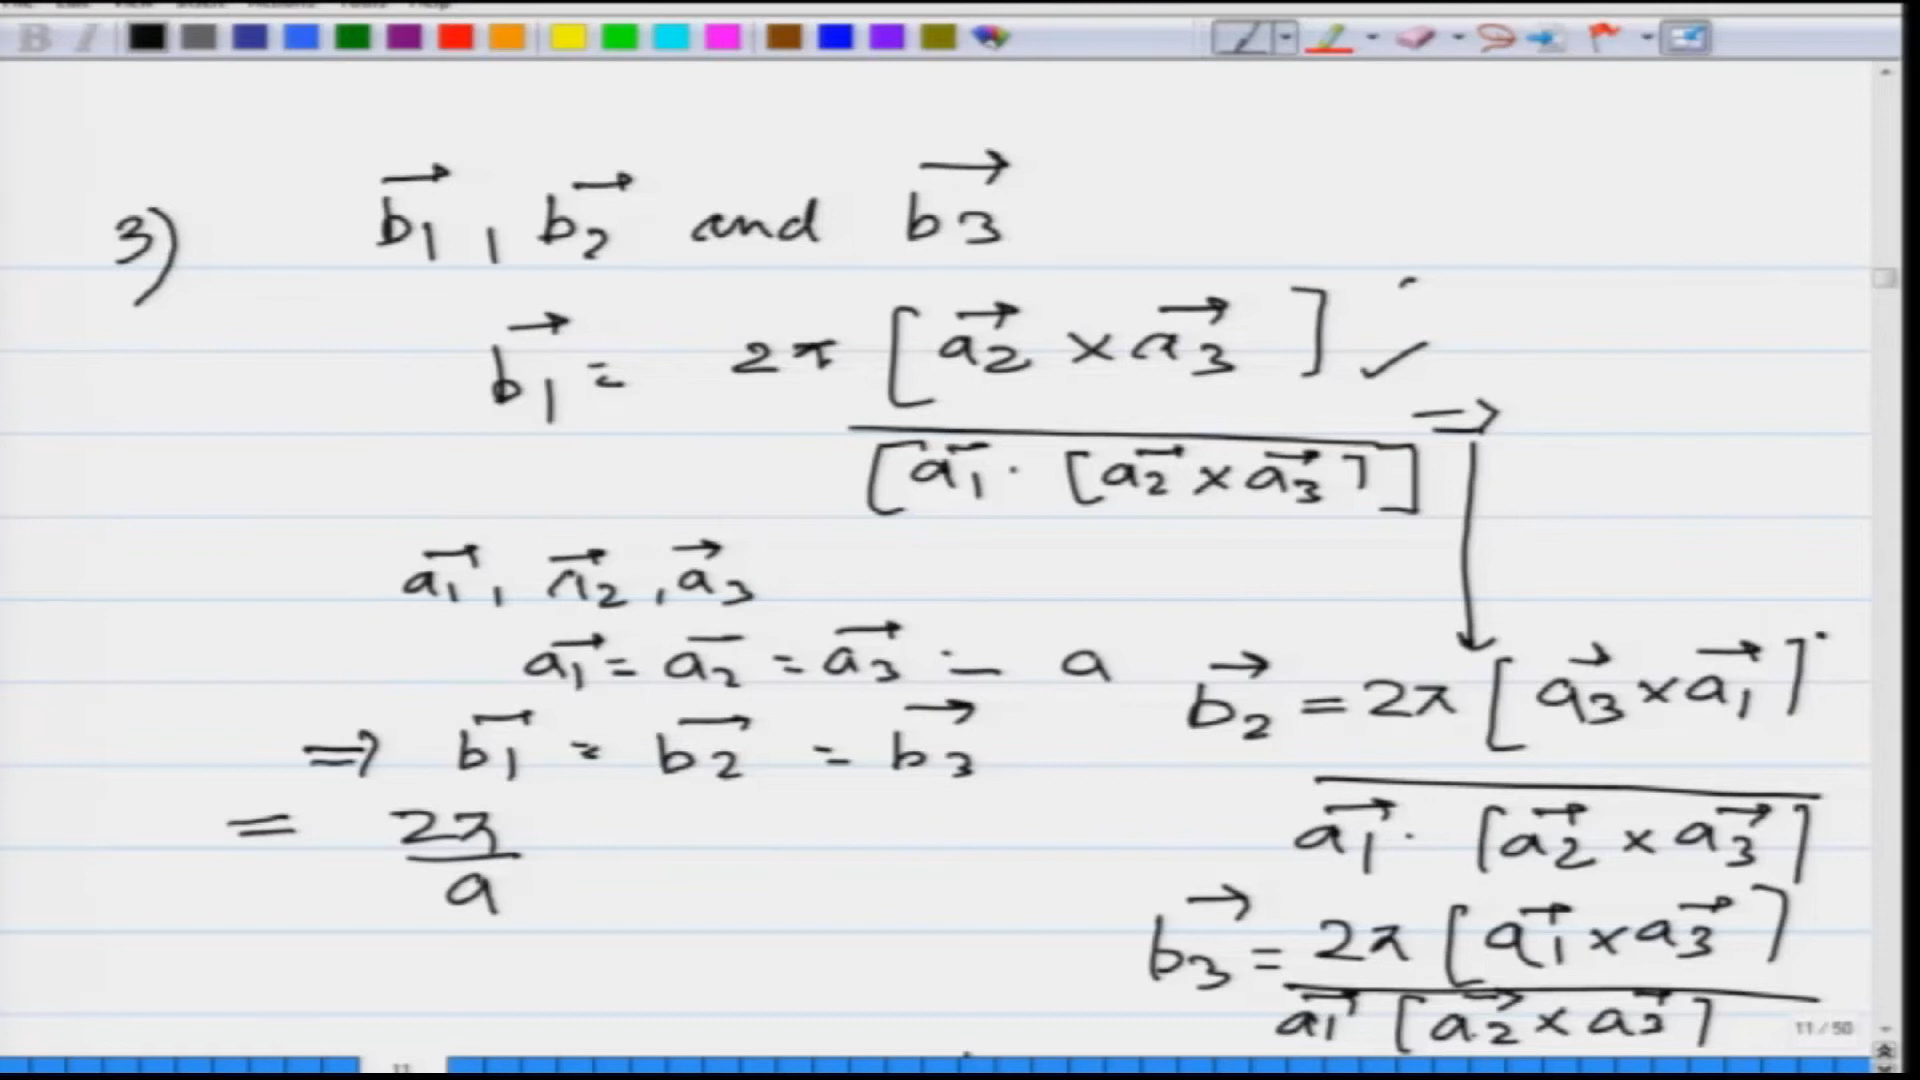 3) b⃗1, b⃗2 and b⃗3
b⃗1 = 2π [a⃗2 × a⃗3] ✓
[a⃗1 · [a⃗2 × a⃗3]] ⇒
a⃗1, a⃗2, a⃗3
a⃗1 = a⃗2 = a⃗3 = a
b⃗2 = 2π [a⃗3 × a⃗1]
a⃗1 · [a⃗2 × a⃗3]
⇒ b⃗1 = b⃗2 = b⃗3
= 2π
a
b⃗3 = 2π [a⃗1 × a⃗3]
a⃗1 [a⃗2 × a⃗3]
11 / 50